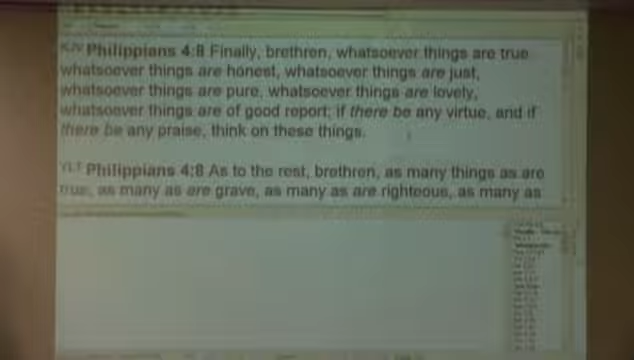 KJV Philippians 4:8 Finally, brethren, whatsoever things are true
whatsoever things are honest, whatsoever things are just,
whatsoever things are pure, whatsoever things are lovely,
whatsoever things are of good report; if there be any virtue, and if
there be any praise, think on these things.
YLT Philippians 4:8 As to the rest, brethren, as many things as are
true, as many as are grave, as many as are righteous, as many as